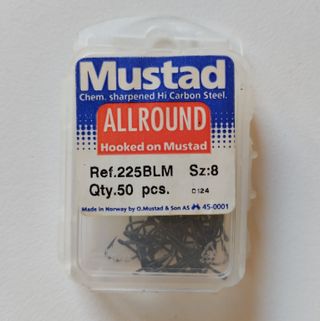 Mustad
Chem. sharpened Hi Carbon Steel.
ALLROUND
Hooked on Mustad
Ref.225BLM Sz:8
Qty.50 pcs. 0124
Made in Norway by O.Mustad & Son AS 45-0001